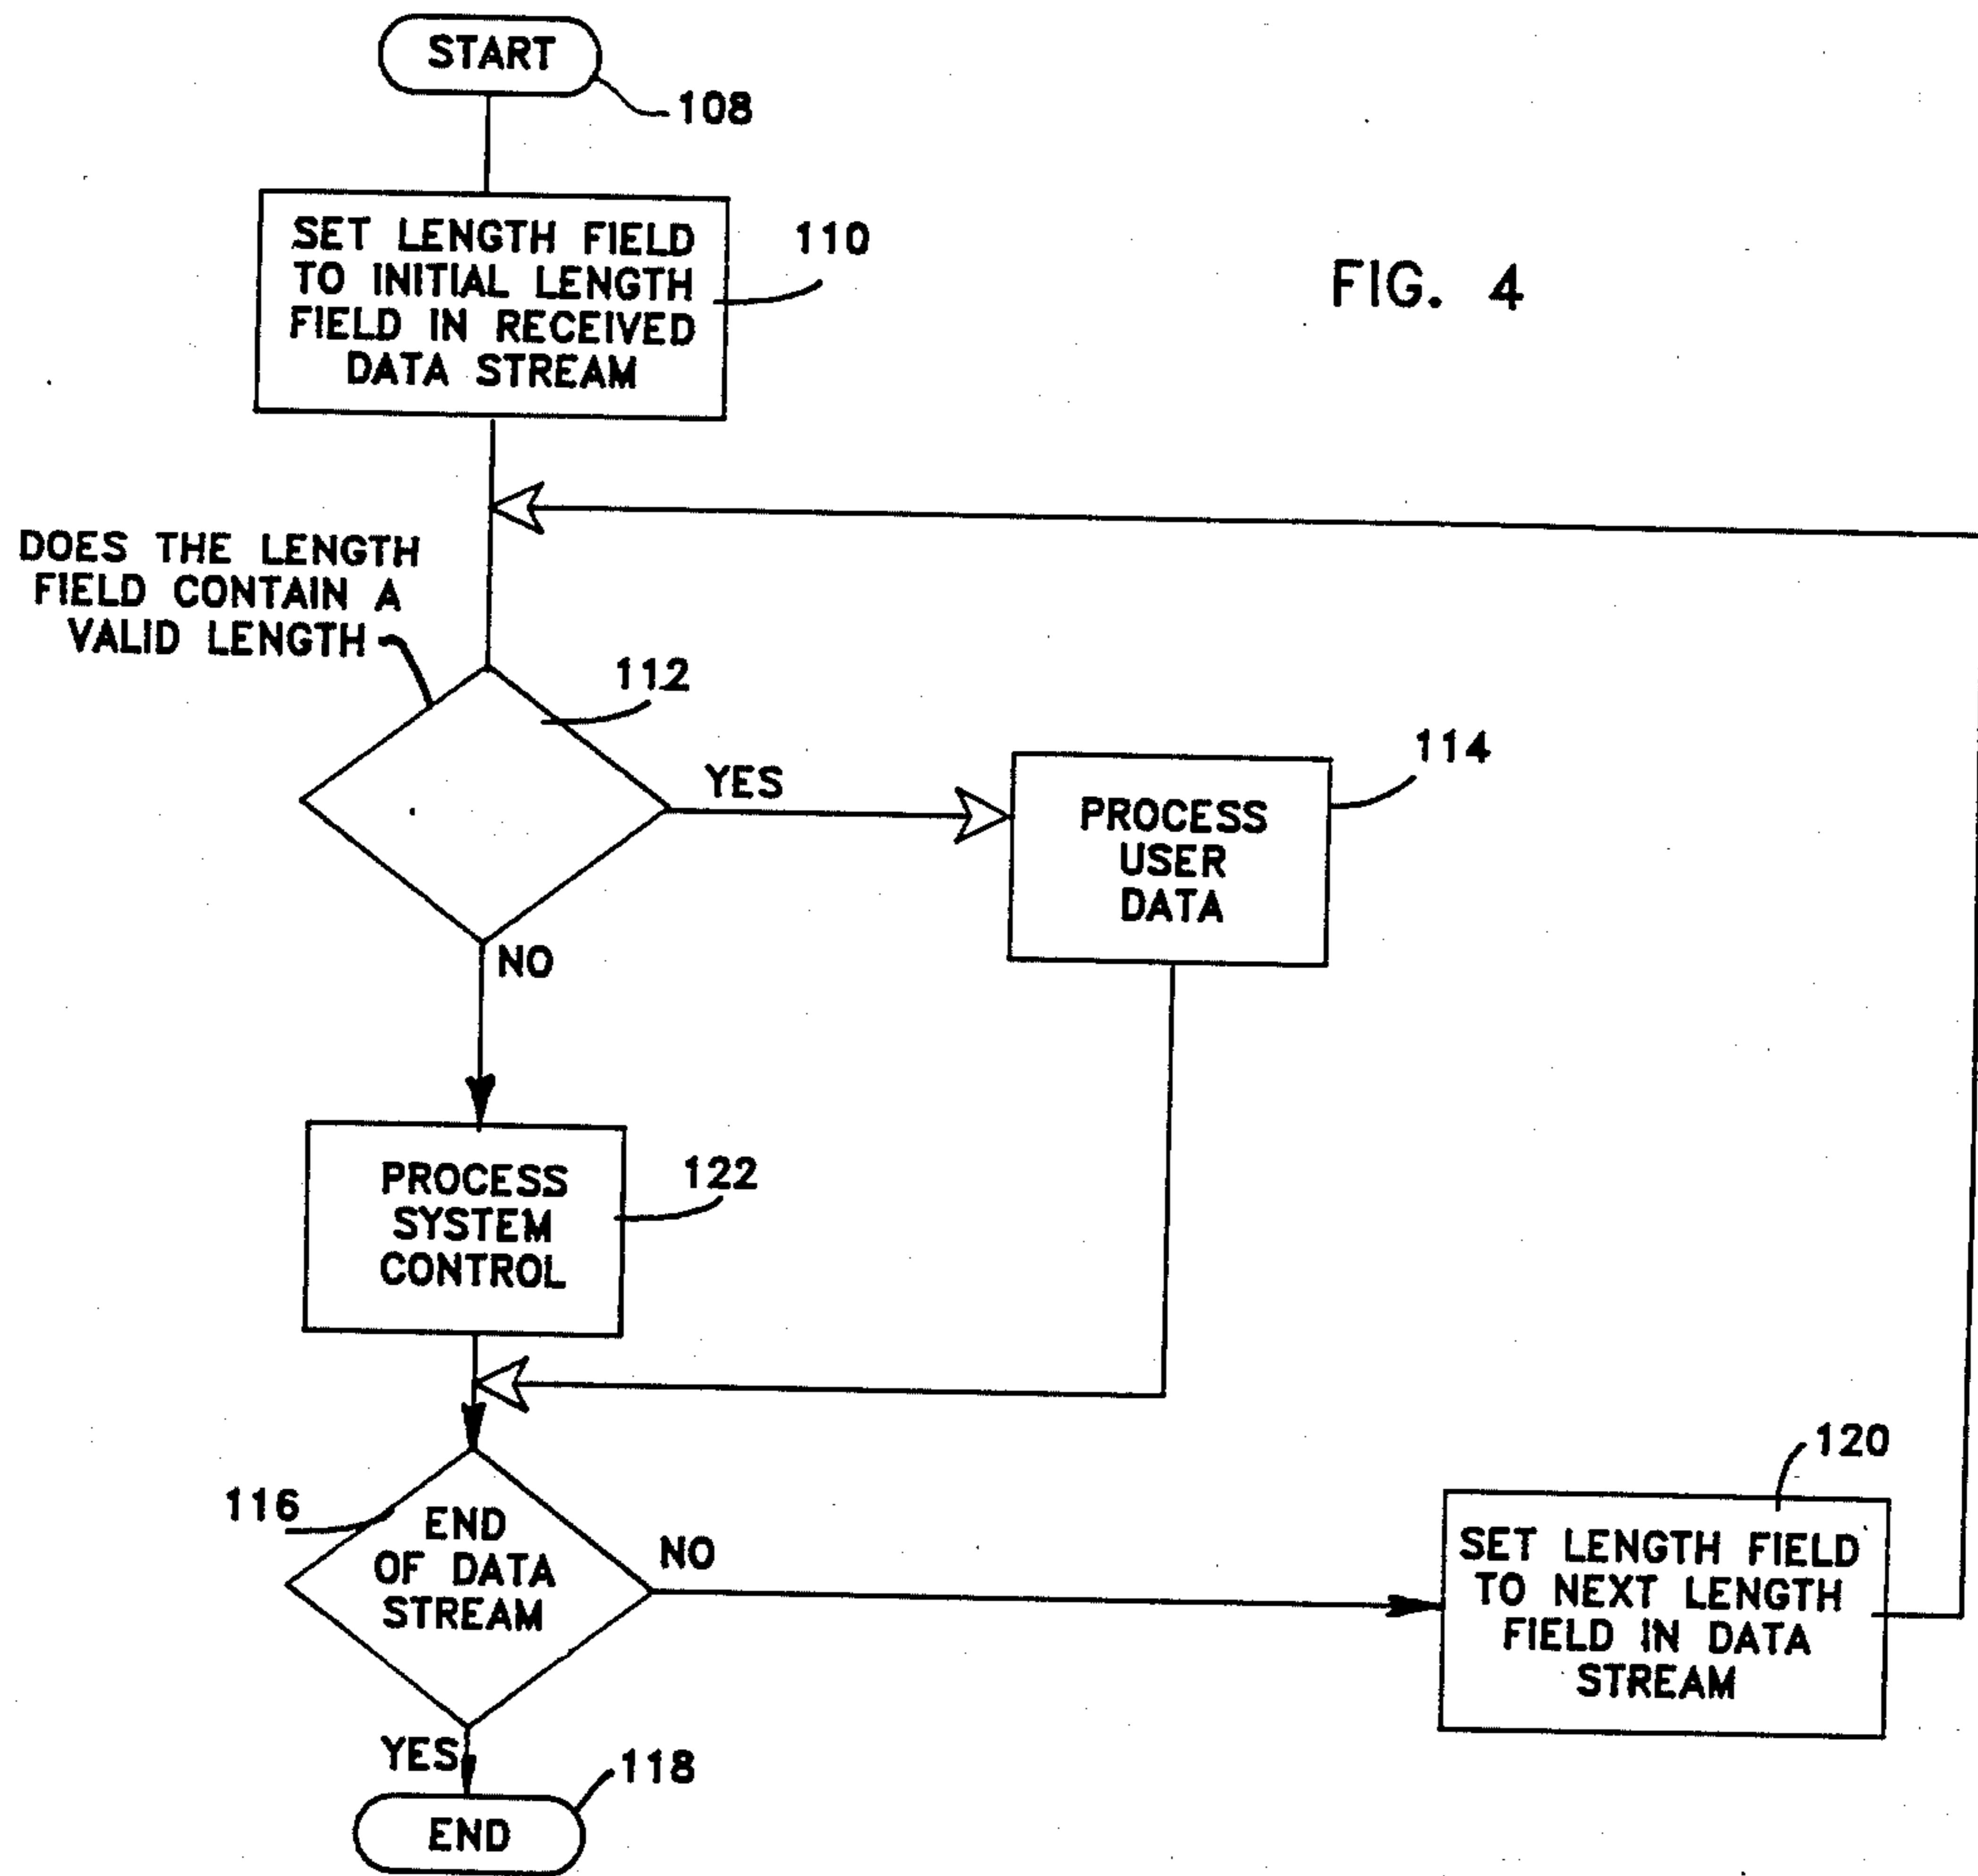 START
108
SET LENGTH FIELD
TO INITIAL LENGTH
FIELD IN RECEIVED
DATA STREAM
110
FIG. 4
DOES THE LENGTH
FIELD CONTAIN A
VALID LENGTH
112
YES
114
PROCESS
USER
DATA
NO
PROCESS
SYSTEM
CONTROL
122
116
END
OF DATA
STREAM
NO
120
SET LENGTH FIELD
TO NEXT LENGTH
FIELD IN DATA
STREAM
YES
118
END